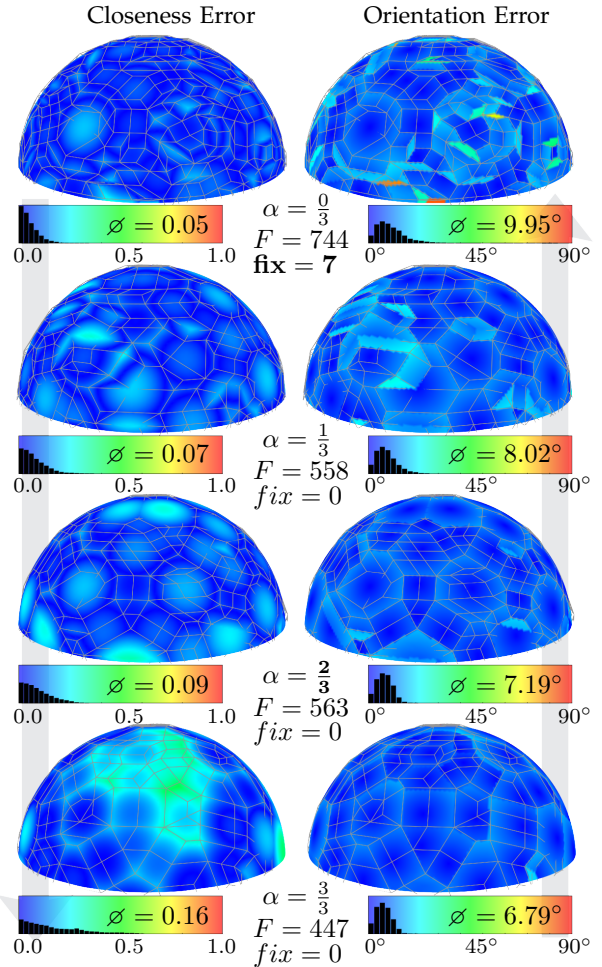 Closeness Error Orientation Error
∅ = 0.05 α = 0/3 ∅ = 9.95°
0.0 0.5 1.0 F = 744 0° 45° 90°
fix = 7
∅ = 0.07 α = 1/3 ∅ = 8.02°
0.0 0.5 1.0 F = 558 0° 45° 90°
fix = 0
∅ = 0.09 α = 2/3 ∅ = 7.19°
0.0 0.5 1.0 F = 563 0° 45° 90°
fix = 0
∅ = 0.16 α = 3/3 ∅ = 6.79°
0.0 0.5 1.0 F = 447 0° 45° 90°
fix = 0